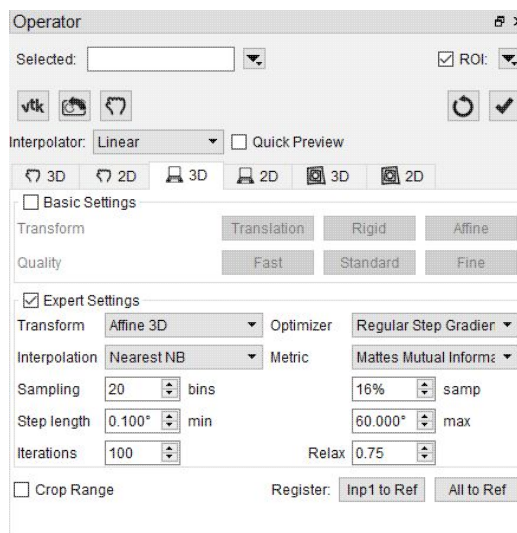 Operator
Selected: ROI:
vtk
Interpolator: Linear Quick Preview
3D 2D 3D 2D 3D 2D
Basic Settings
Transform Translation Rigid Affine
Quality Fast Standard Fine
Expert Settings
Transform Affine 3D Optimizer Regular Step Gradien
Interpolation Nearest NB Metric Mattes Mutual Informa
Sampling 20 bins 16% samp
Step length 0.100° min 60.000° max
Iterations 100 Relax 0.75
Crop Range Register: Inp1 to Ref All to Ref